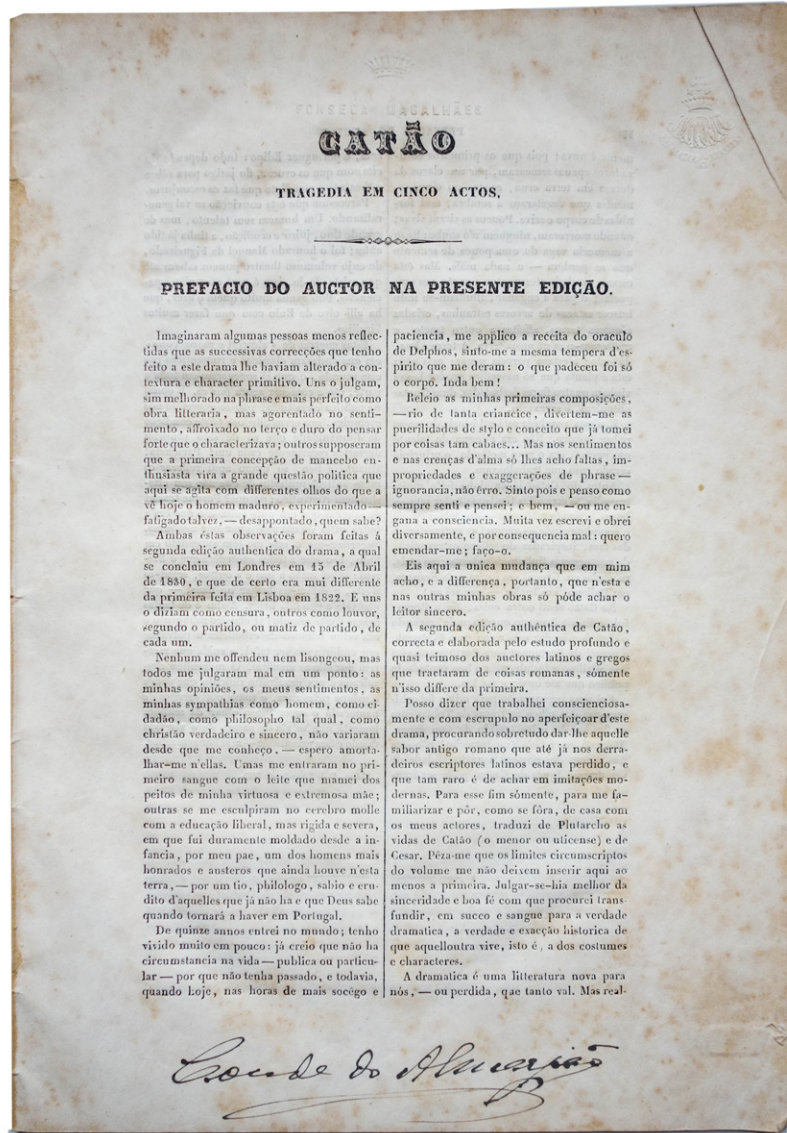 FONSECA MAGALHÃES
CATÃO
TRAGEDIA EM CINCO ACTOS.
PREFACIO DO AUCTOR NA PRESENTE EDIÇÃO.
Imaginaram algumas pessoas menos reflec-
tidas que as successivas correcções que tenho
feito a este drama lhe haviam alterado a con-
textura e character primitivo. Uns o julgam,
sim melhorado na phrase e mais perfeito como
obra litteraria, mas agorentado no senti-
mento, affroixado no terço e duro do pensar
forte que o characterizava; outros supposeram
que a primeira concepção de mancebo en-
thusiasta vira a grande questão politica que
aqui se agita com differentes olhos do que a
vê hoje o homem maduro, experimentado —
fatigado talvez, — desappontado, quem sabe?
Ambas éstas observações foram feitas á
segunda edição authentica do drama, a qual
se concluiu em Londres em 15 de Abril
de 1830, e que de certo era mui differente
da primeira feita em Lisboa em 1822. E uns
o diziam como censura, outros como louvor,
segundo o partido, ou matiz de partido, de
cada um.
Nenhum me offendeu nem lisongeou, mas
todos me julgaram mal em um ponto: as
minhas opiniões, os meus sentimentos, as
minhas sympathias como homem, como ci-
dadão, como philosopho tal qual, como
christão verdadeiro e sincero, não variaram
desde que me conheço, — espero amorta-
lhar-me n'ellas. Umas me entraram no pri-
meiro sangue com o leite que mamei dos
peitos de minha virtuosa e extremosa mãe;
outras se me esculpiram no cerebro molle
com a educação liberal, mas rigida e severa,
em que fui duramente moldado desde a in-
fancia, por meu pae, um dos homens mais
honrados e austeros que ainda houve n'esta
terra, — por um tio, philologo, sabio e eru-
dito d'aquelles que já não ha e que Deus sabe
quando tornará a haver em Portugal.
De quinze annos entrei no mundo; tenho
vivido muito em pouco: já creio que não ha
circumstancia na vida — publica ou particu-
lar — por que não tenha passado, e todavia,
quando hoje, nas horas de mais socégo e
paciencia, me applico a receita do oraculo
de Delphos, sinto-me a mesma tempera d'es-
pirito que me deram: o que padeceu foi só
o corpo. Inda bem!
Releio as minhas primeiras composições,
—rio de tanta criancice, divertem-me as
puerilidades de stylo e conceito que já tomei
por coisas tam cabaes... Mas nos sentimentos
e nas crenças d'alma só lhes acho faltas, im-
propriedades e exaggerações de phrase —
ignorancia, não êrro. Sinto pois e penso como
sempre senti e pensei; e bem, — ou me en-
gana a consciencia. Muita vez escrevi e obrei
diversamente, e por consequencia mal: quero
emendar-me; faço-o.
Eis aqui a unica mudança que em mim
acho, e a differença, portanto, que n'esta e
nas outras minhas obras só póde achar o
leitor sincero.
A segunda edição authêntica de Catão,
correcta e elaborada pelo estudo profundo e
quasi teimoso dos auctores latinos e gregos
que tractaram de coisas romanas, sómente
n'isso differe da primeira.
Posso dizer que trabalhei conscienciosa-
mente e com escrupulo no aperfeiçoar d'este
drama, procurando sobretudo dar-lhe aquelle
sabor antigo romano que até já nos derra-
deiros escriptores latinos estava perdido, e
que tam raro é de achar em imitações mo-
dernas. Para esse fim sòmente, para me fa-
miliarizar e pôr, como se fôra, de casa com
os meus actores, traduzi de Plutarcho as
vidas de Catão (o menor ou uticense) e de
Cesar. Péza-me que os limites circumscriptos
do volume me não deixem inserir aqui ao
menos a primeira. Julgar-se-hia melhor da
sinceridade e boa fé com que procurei trans-
fundir, em succo e sangue para a verdade
dramatica, a verdade e exacção historica de
que aquelloutra vive, isto é, a dos costumes
e characteres.
A dramatica é uma litteratura nova para
nós, — ou perdida, que tanto val. Mas real-
Conde do Almarjão